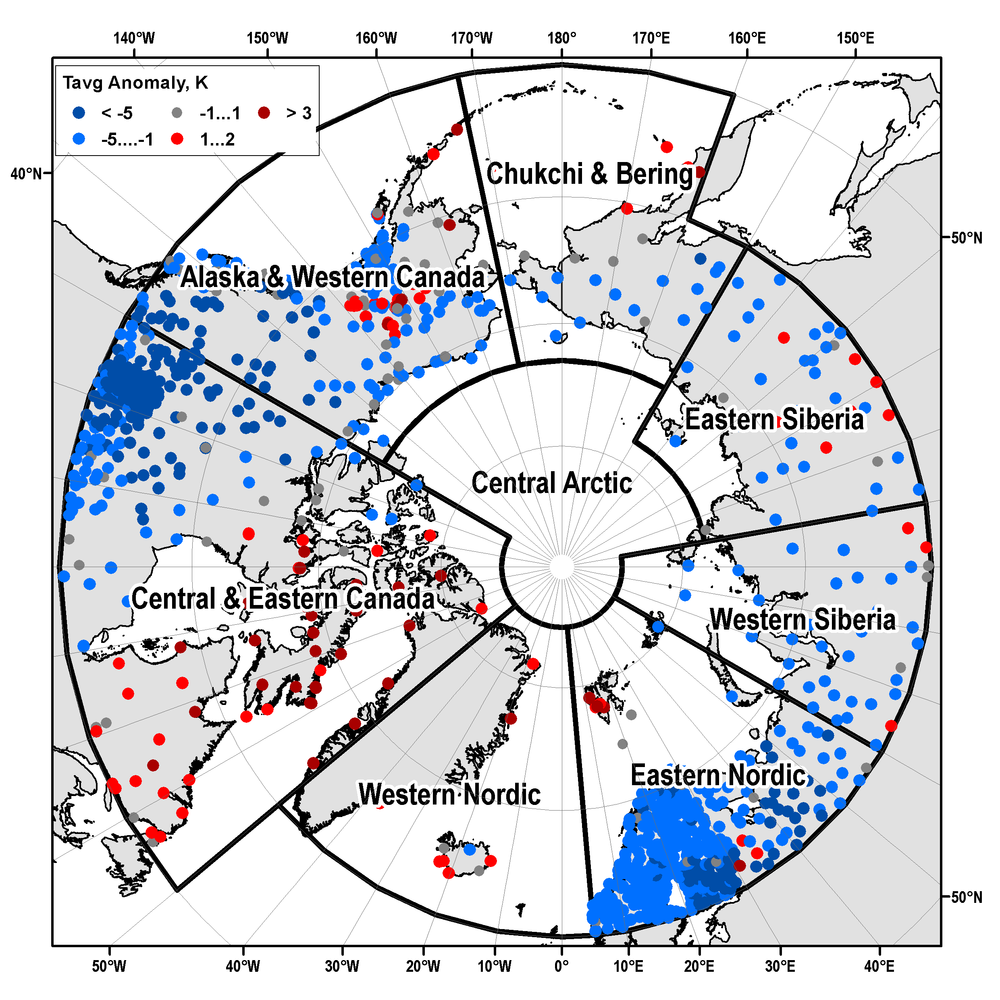 140°W 150°W 160°W 170°W 180° 170°E 160°E 150°E
Tavg Anomaly, K
< -5 -1...1 > 3
-5....-1 1...2
40°N
Chukchi & Bering
50°N
Alaska & Western Canada
Eastern Siberia
Central Arctic
Central & Eastern Canada
Western Siberia
Eastern Nordic
Western Nordic
50°N
50°W 40°W 30°W 20°W 10°W 0° 10°E 20°E 30°E 40°E